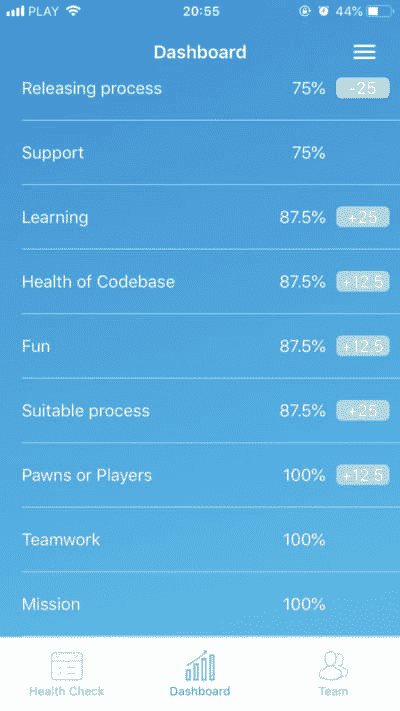 PLAY 20:55 44%
Dashboard
Releasing process 75% -25
Support 75%
Learning 87.5% +25
Health of Codebase 87.5% +12.5
Fun 87.5% +12.5
Suitable process 87.5% +25
Pawns or Players 100% +12.5
Teamwork 100%
Mission 100%
Health Check Dashboard Team